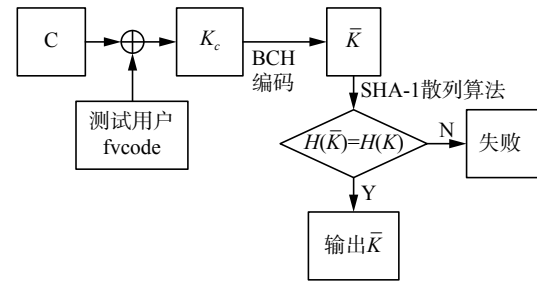 C
K_c
BCH
编码
K̅
测试用户
fvcode
SHA-1散列算法
H(K̅)=H(K)
N
失败
Y
输出K̅